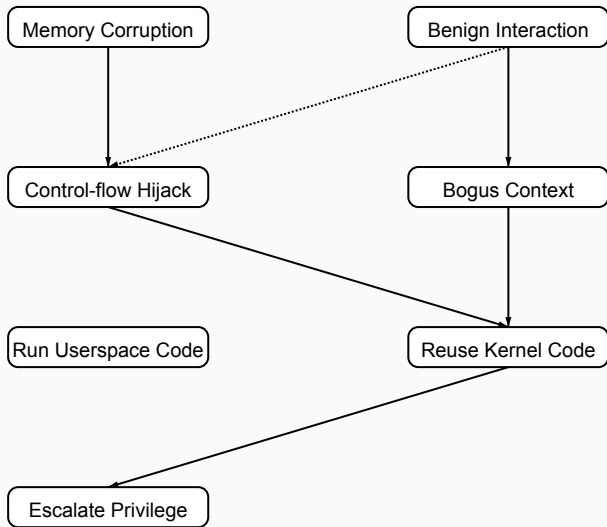 Memory Corruption
Benign Interaction
Control-flow Hijack
Bogus Context
Run Userspace Code
Reuse Kernel Code
Escalate Privilege